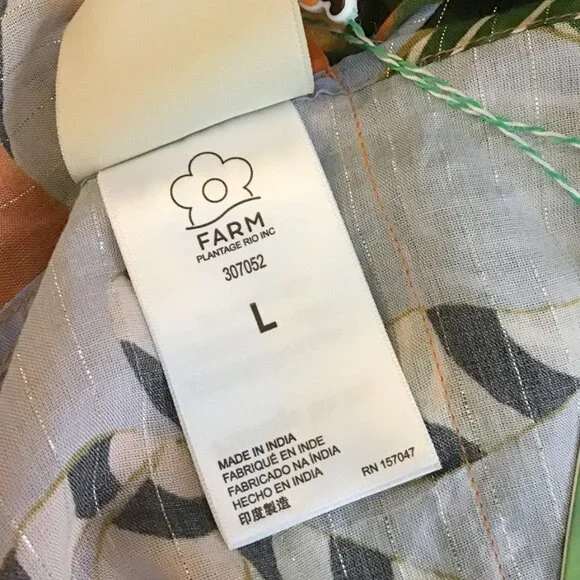 FARM
PLANTAGE RIO INC
307052
L
MADE IN INDIA
FABRIQUÉ EN INDE
FABRICADO NA ÍNDIA
HECHO EN INDIA
印度製造
RN 157047